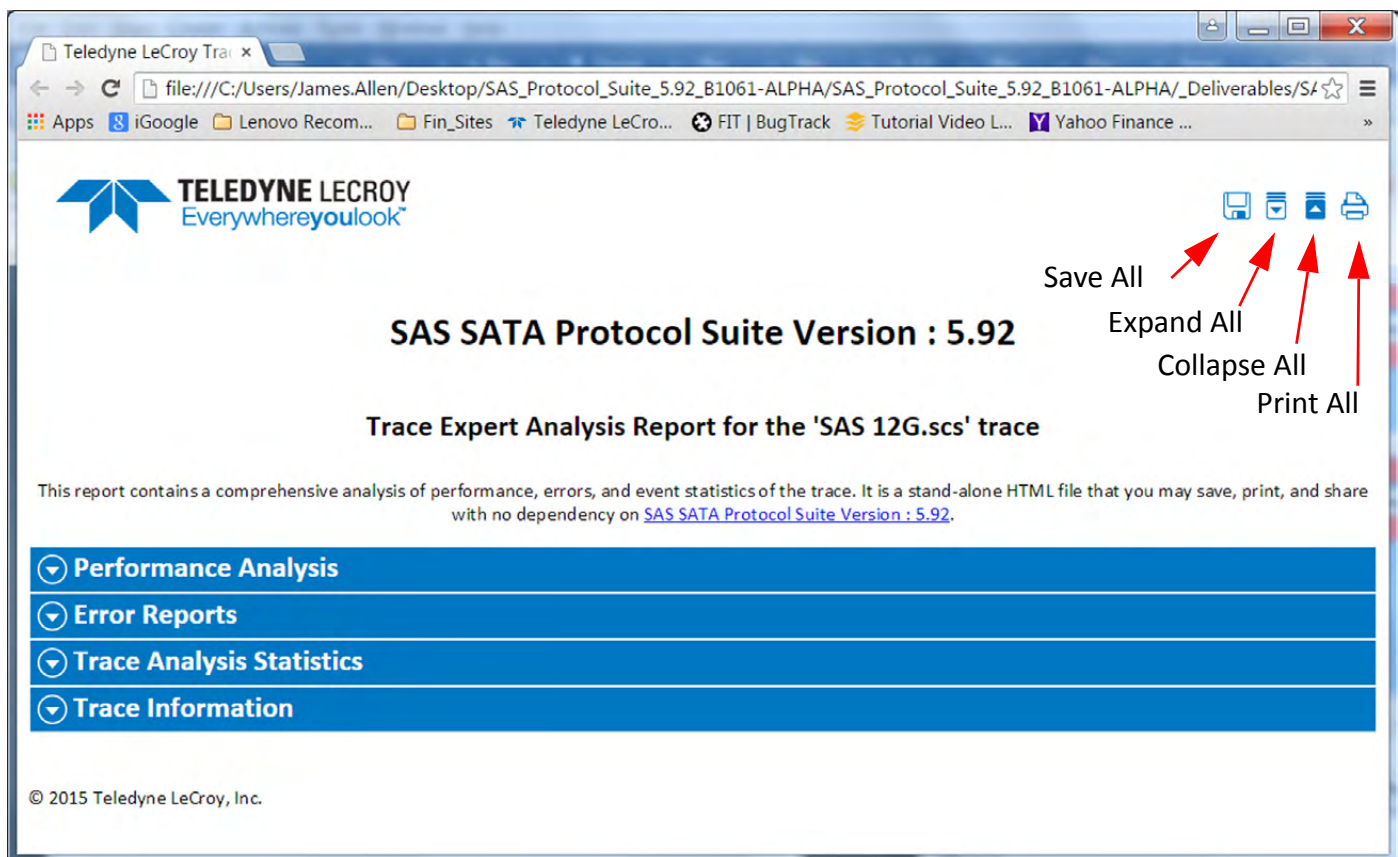 Teledyne LeCroy Tra
file:///C:/Users/James.Allen/Desktop/SAS_Protocol_Suite_5.92_B1061-ALPHA/SAS_Protocol_Suite_5.92_B1061-ALPHA/_Deliverables/SA
Apps iGoogle Lenovo Recom... Fin_Sites Teledyne LeCro... FIT | BugTrack Tutorial Video L... Yahoo Finance ... »
TELEDYNE LECROY
Everywhereyoulook™
Save All
Expand All
Collapse All
Print All
SAS SATA Protocol Suite Version : 5.92
Trace Expert Analysis Report for the 'SAS 12G.scs' trace
This report contains a comprehensive analysis of performance, errors, and event statistics of the trace. It is a stand-alone HTML file that you may save, print, and share
with no dependency on SAS SATA Protocol Suite Version : 5.92.
Performance Analysis
Error Reports
Trace Analysis Statistics
Trace Information
© 2015 Teledyne LeCroy, Inc.